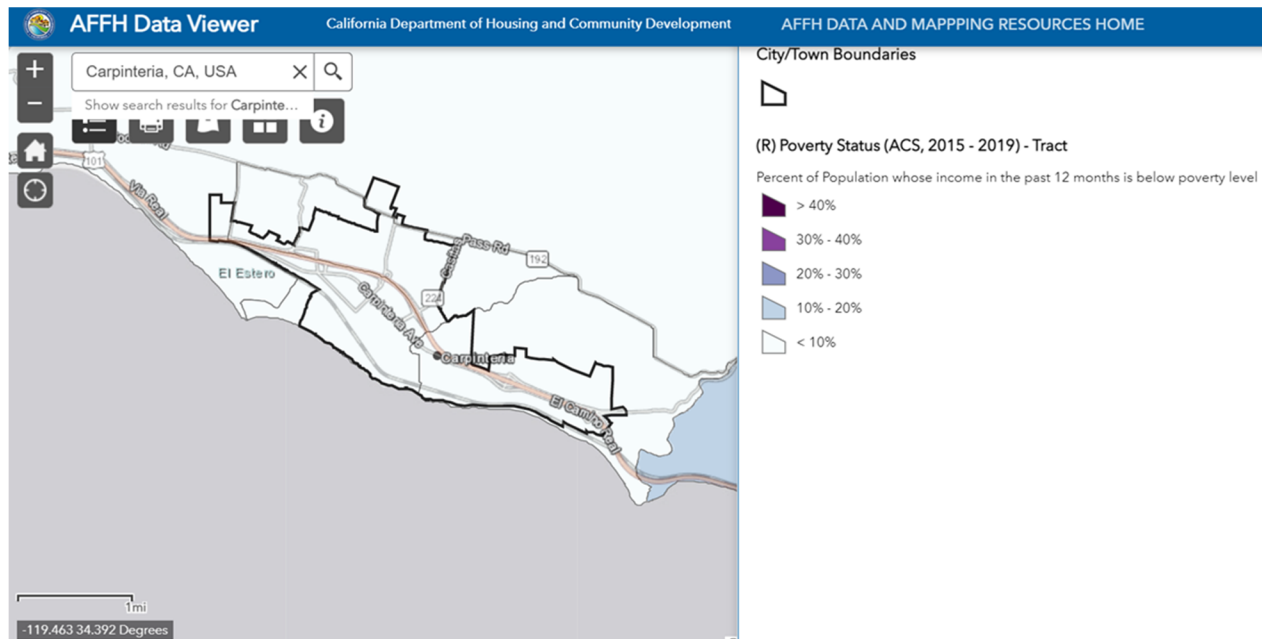 AFFH Data Viewer
California Department of Housing and Community Development
AFFH DATA AND MAPPPING RESOURCES HOME
+
Carpinteria, CA, USA
−
Show search results for Carpinte...
101
Via Real
El Estero
Pass Rd
192
224
Carpinteria Ave
Carpinteria
El Camino Real
1mi
-119.463 34.392 Degrees
City/Town Boundaries
(R) Poverty Status (ACS, 2015 - 2019) - Tract
Percent of Population whose income in the past 12 months is below poverty level
> 40%
30% - 40%
20% - 30%
10% - 20%
< 10%